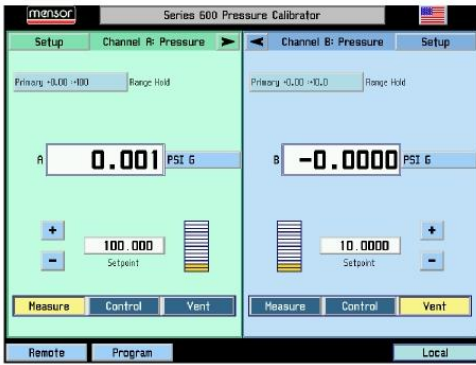 mensor Series 600 Pressure Calibrator
Setup Channel A: Pressure Channel B: Pressure Setup
Primary +0.00 :+100 Range Hold Primary +0.00 :+10.0 Range Hold
A 0.001 PSI G B -0.0000 PSI G
+ 100.000 10.0000 +
- Setpoint Setpoint -
Measure Control Vent Measure Control Vent
Remote Program Local